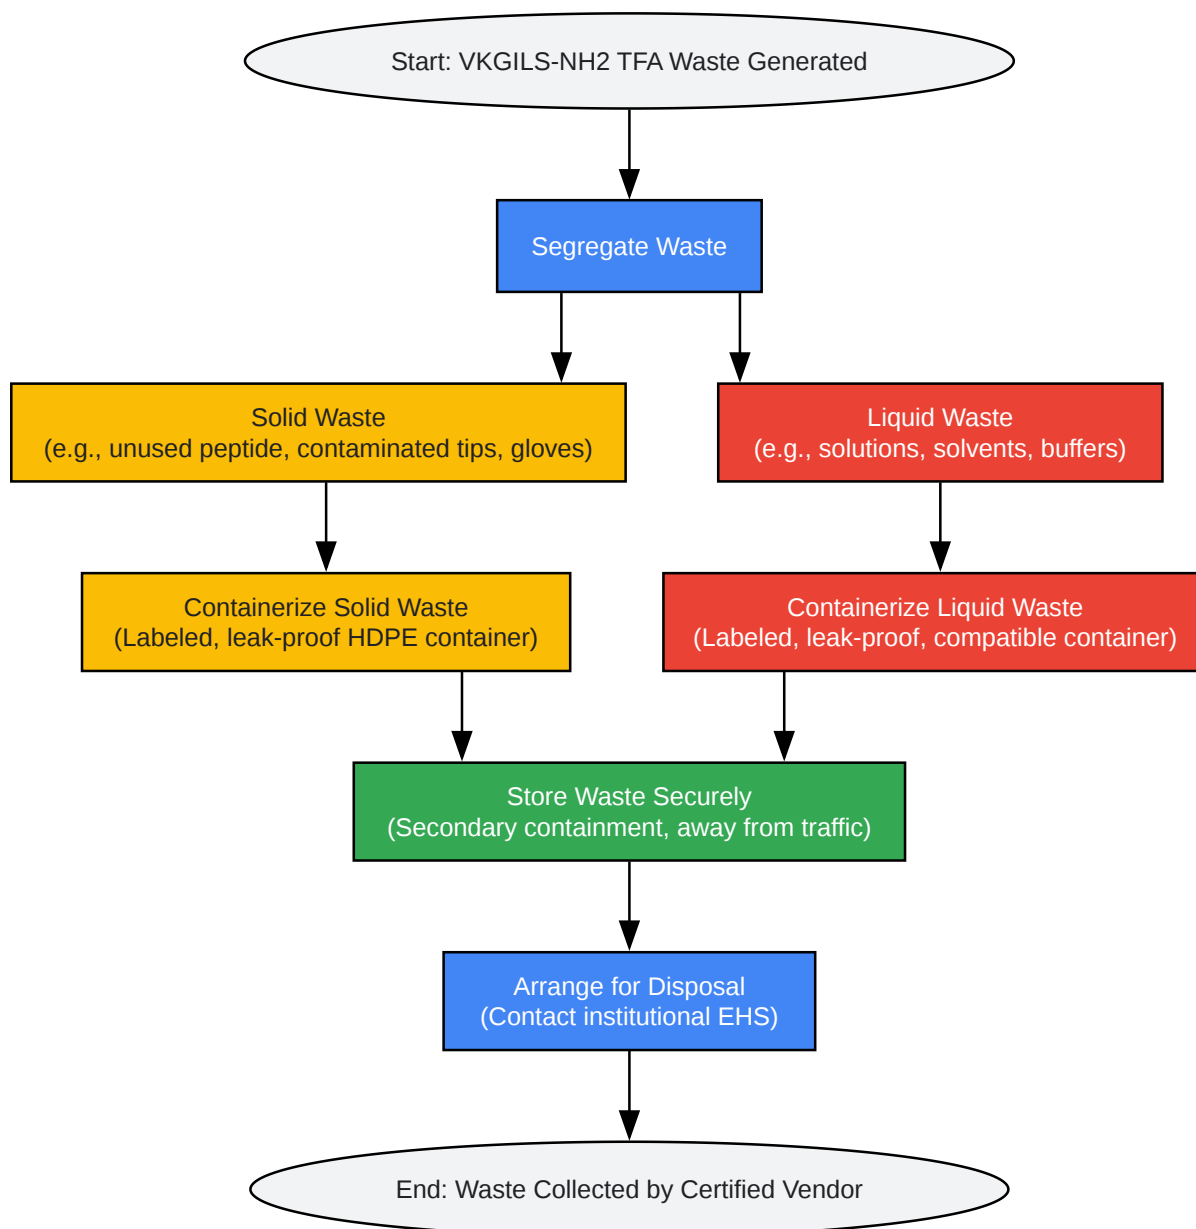 Start: VKGILS-NH2 TFA Waste Generated
Segregate Waste
Solid Waste
(e.g., unused peptide, contaminated tips, gloves)
Liquid Waste
(e.g., solutions, solvents, buffers)
Containerize Solid Waste
(Labeled, leak-proof HDPE container)
Containerize Liquid Waste
(Labeled, leak-proof, compatible container)
Store Waste Securely
(Secondary containment, away from traffic)
Arrange for Disposal
(Contact institutional EHS)
End: Waste Collected by Certified Vendor